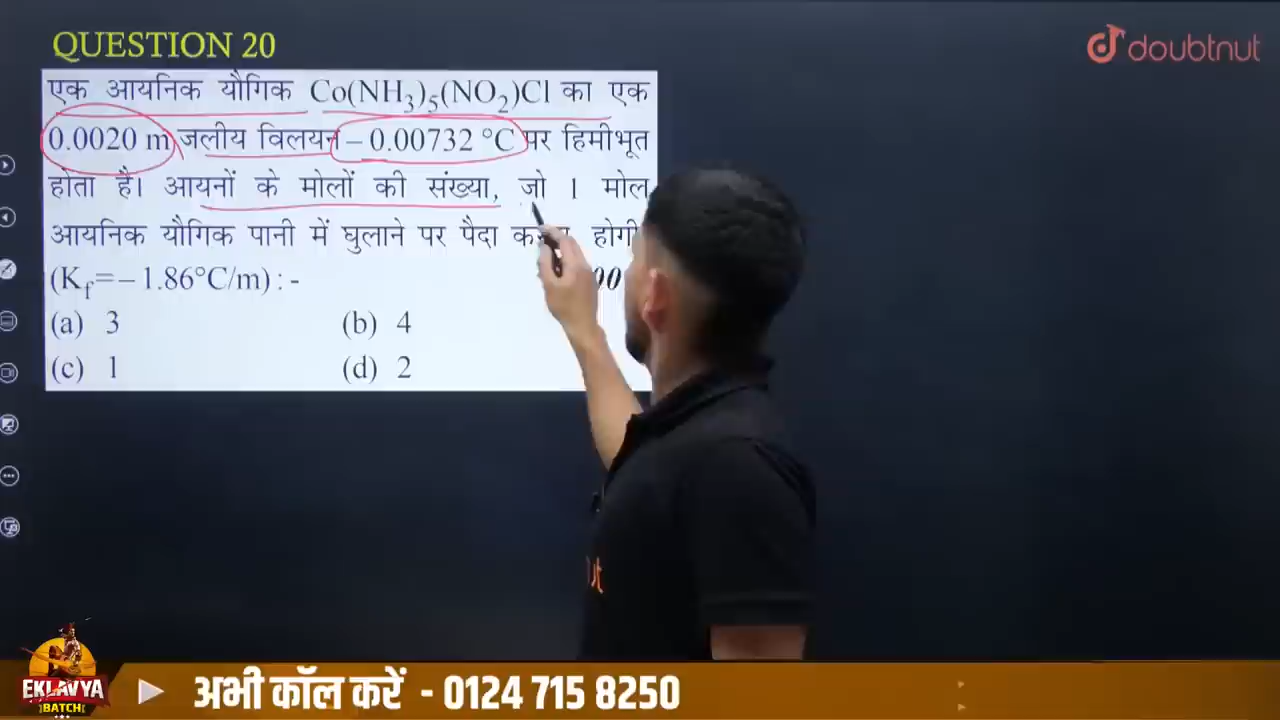 QUESTION 20
doubtnut
एक आयनिक यौगिक Co(NH₃)₅(NO₂)Cl का एक
0.0020 m जलीय विलयन – 0.00732 °C पर हिमीभूत
होता है। आयनों के मोलों की संख्या, जो 1 मोल
आयनिक यौगिक पानी में घुलाने पर पैदा होगी
(K_f = – 1.86°C/m) : -
(a) 3
(b) 4
(c) 1
(d) 2
EKLAVYA
BATCH
अभी कॉल करें - 0124 715 8250